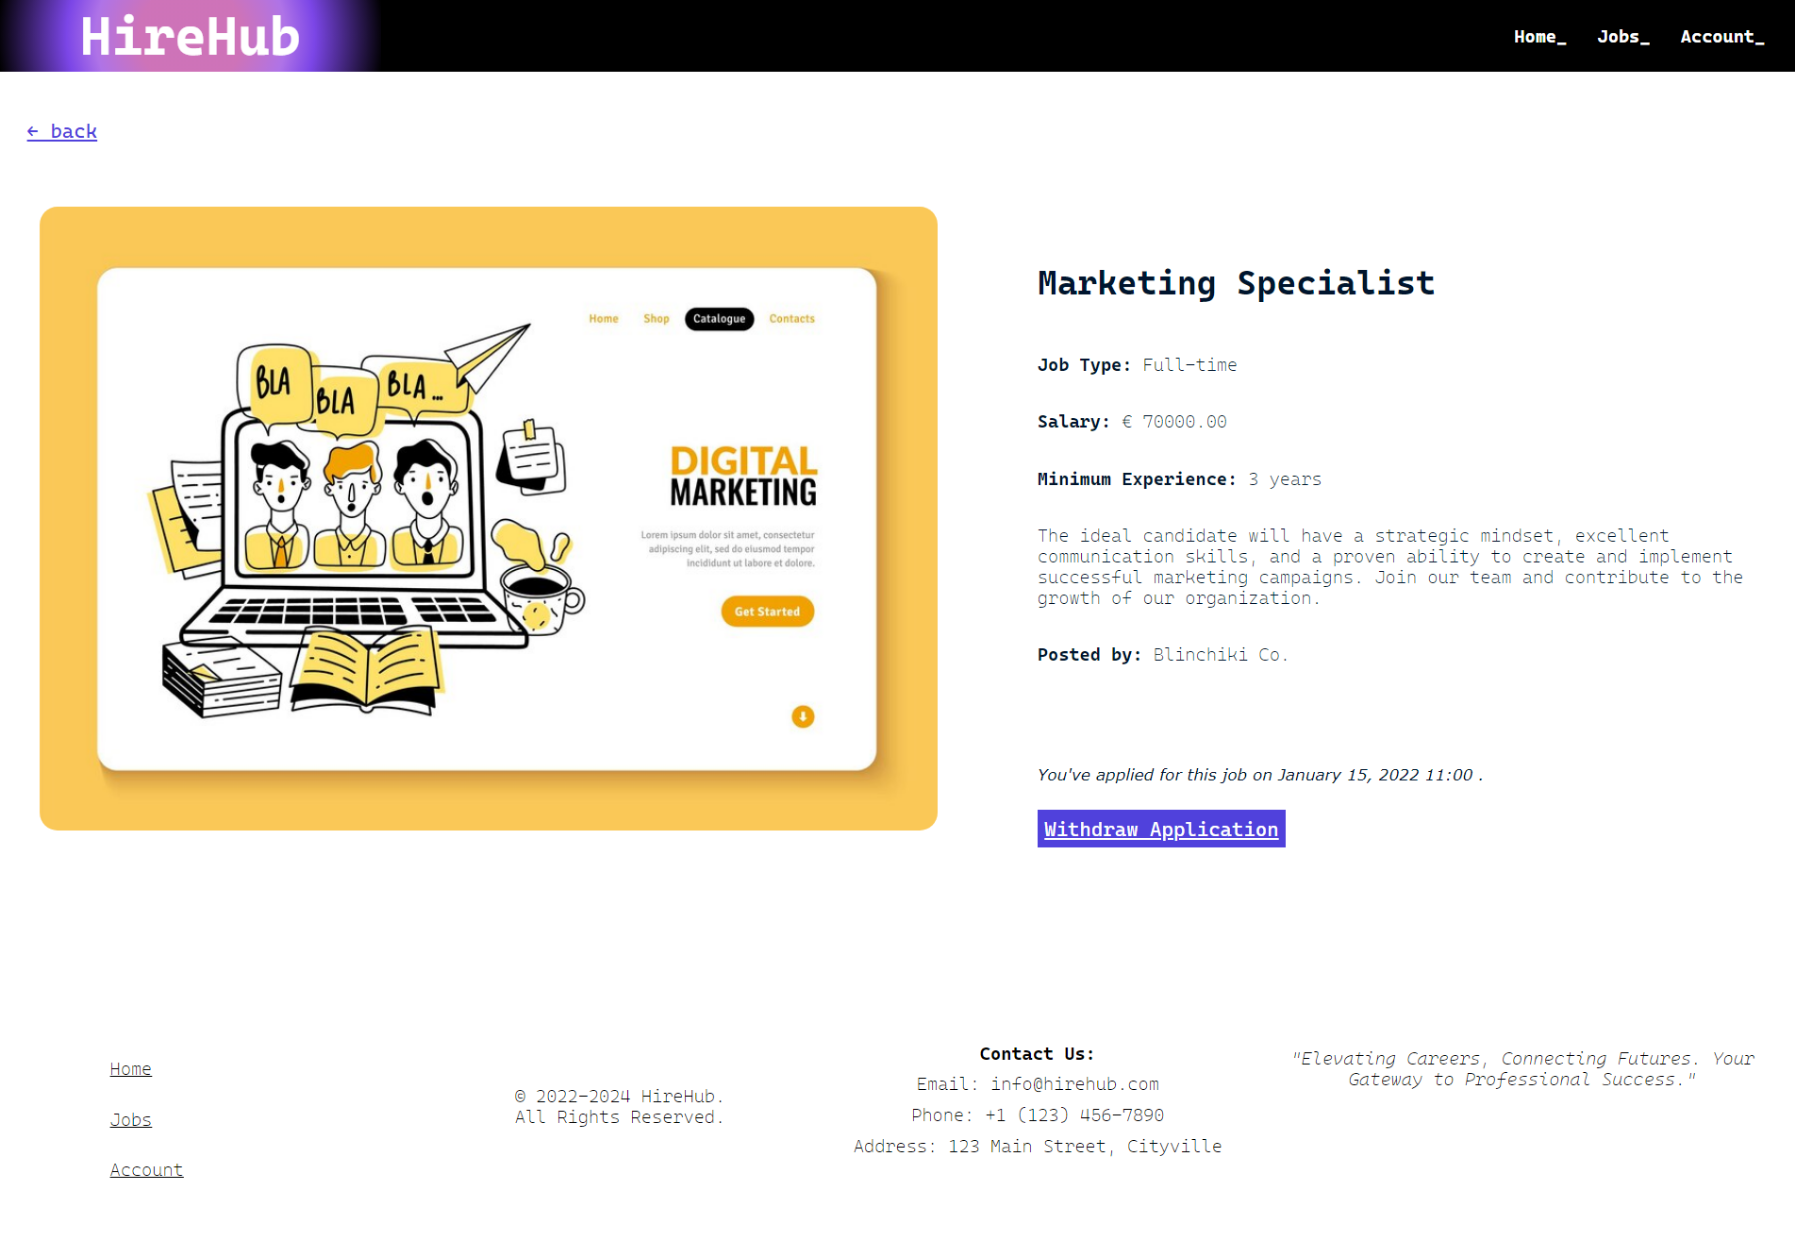 HireHub
Home_ Jobs_ Account_
← back
Home Shop Catalogue Contacts
BLA
BLA
BLA ...
DIGITAL
MARKETING
Lorem ipsum dolor sit amet, consectetur
adipiscing elit, sed do eiusmod tempor
incididunt ut labore et dolore.
Get Started
Marketing Specialist
Job Type: Full-time
Salary: € 70000.00
Minimum Experience: 3 years
The ideal candidate will have a strategic mindset, excellent
communication skills, and a proven ability to create and implement
successful marketing campaigns. Join our team and contribute to the
growth of our organization.
Posted by: Blinchiki Co.
You've applied for this job on January 15, 2022 11:00 .
Withdraw Application
Home
Jobs
Account
© 2022-2024 HireHub.
All Rights Reserved.
Contact Us:
Email: info@hirehub.com
Phone: +1 (123) 456-7890
Address: 123 Main Street, Cityville
"Elevating Careers, Connecting Futures. Your
Gateway to Professional Success."